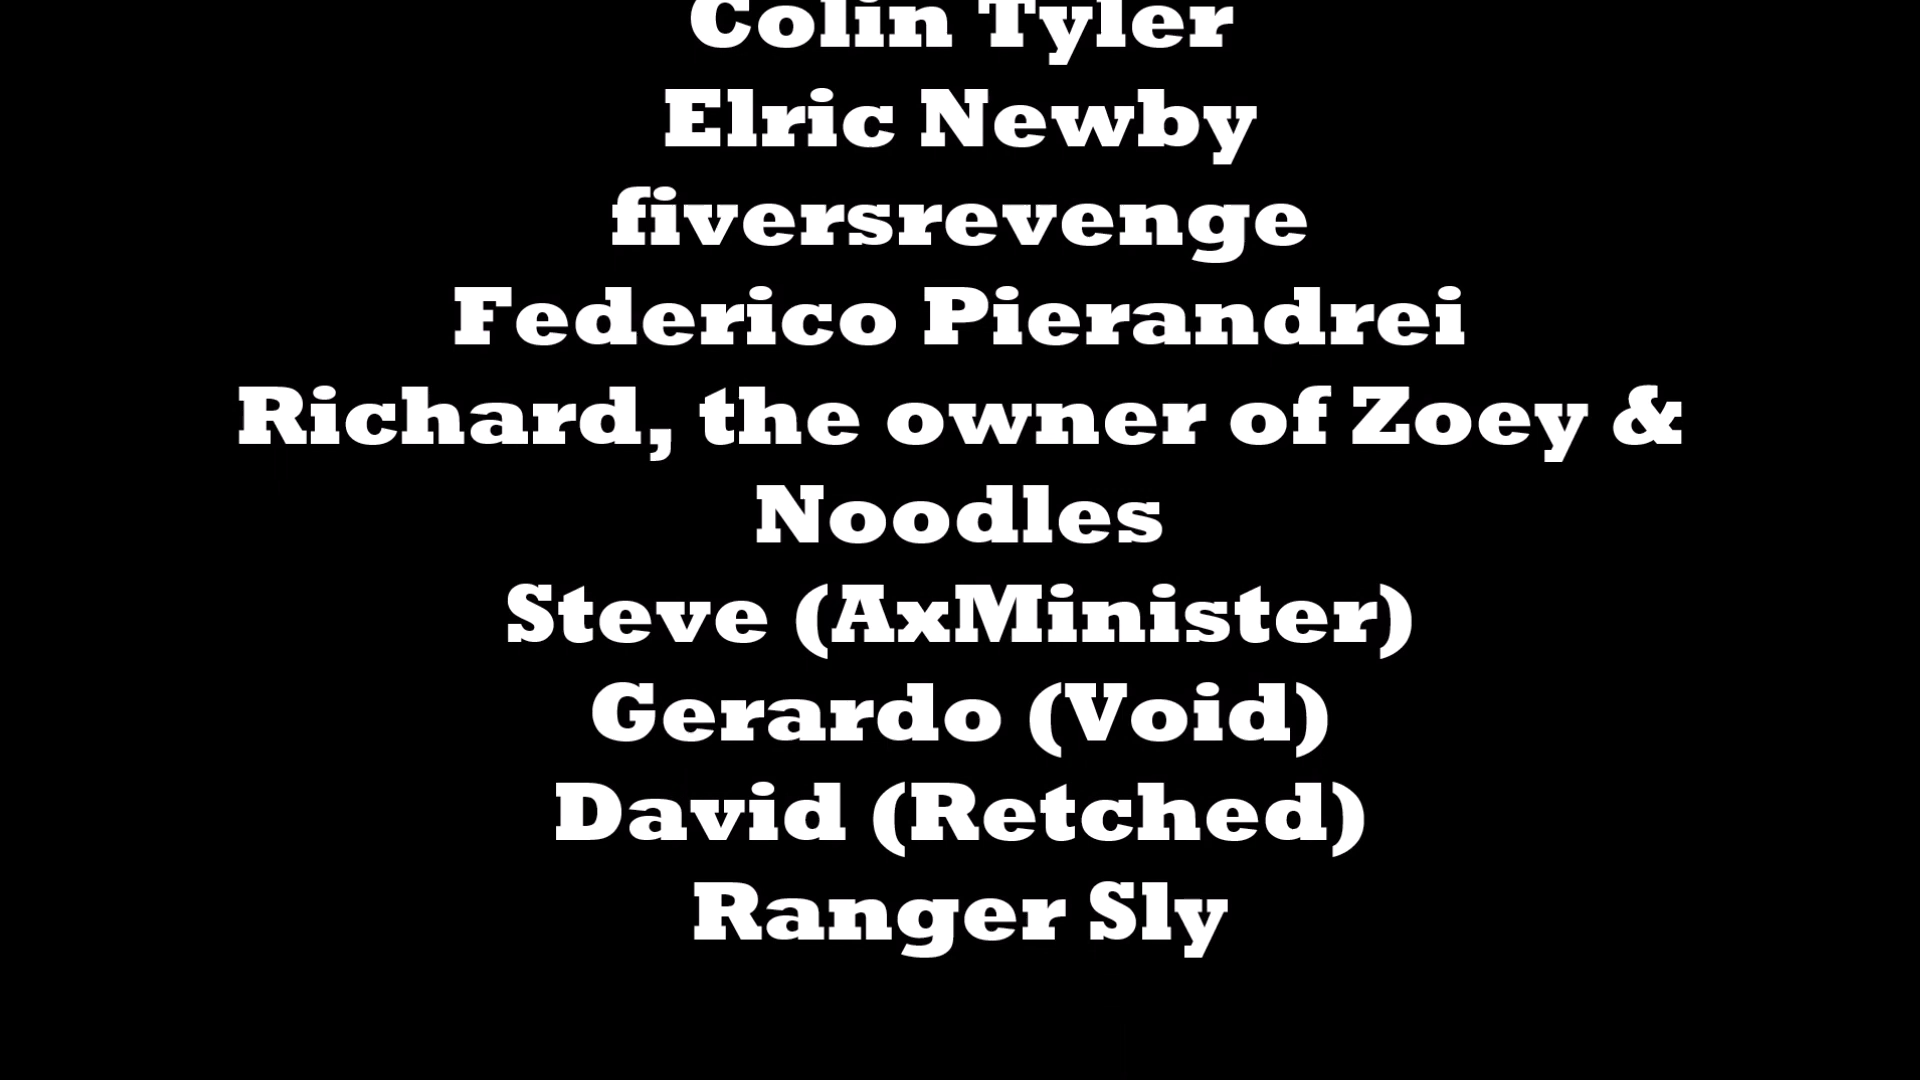 Colin Tyler
Elric Newby
fiversrevenge
Federico Pierandrei
Richard, the owner of Zoey &
Noodles
Steve (AxMinister)
Gerardo (Void)
David (Retched)
Ranger Sly